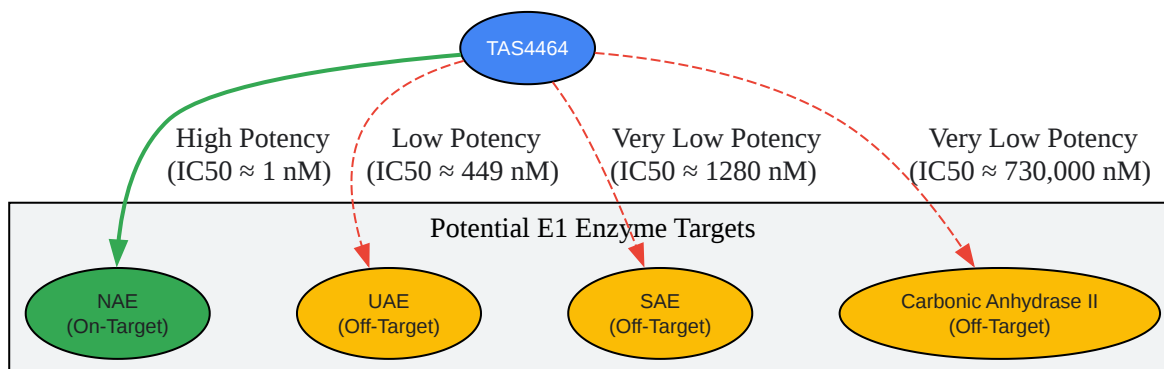 TAS4464
High Potency
(IC50 ≈ 1 nM)
Low Potency
(IC50 ≈ 449 nM)
Very Low Potency
(IC50 ≈ 1280 nM)
Very Low Potency
(IC50 ≈ 730,000 nM)
Potential E1 Enzyme Targets
NAE
(On-Target)
UAE
(Off-Target)
SAE
(Off-Target)
Carbonic Anhydrase II
(Off-Target)